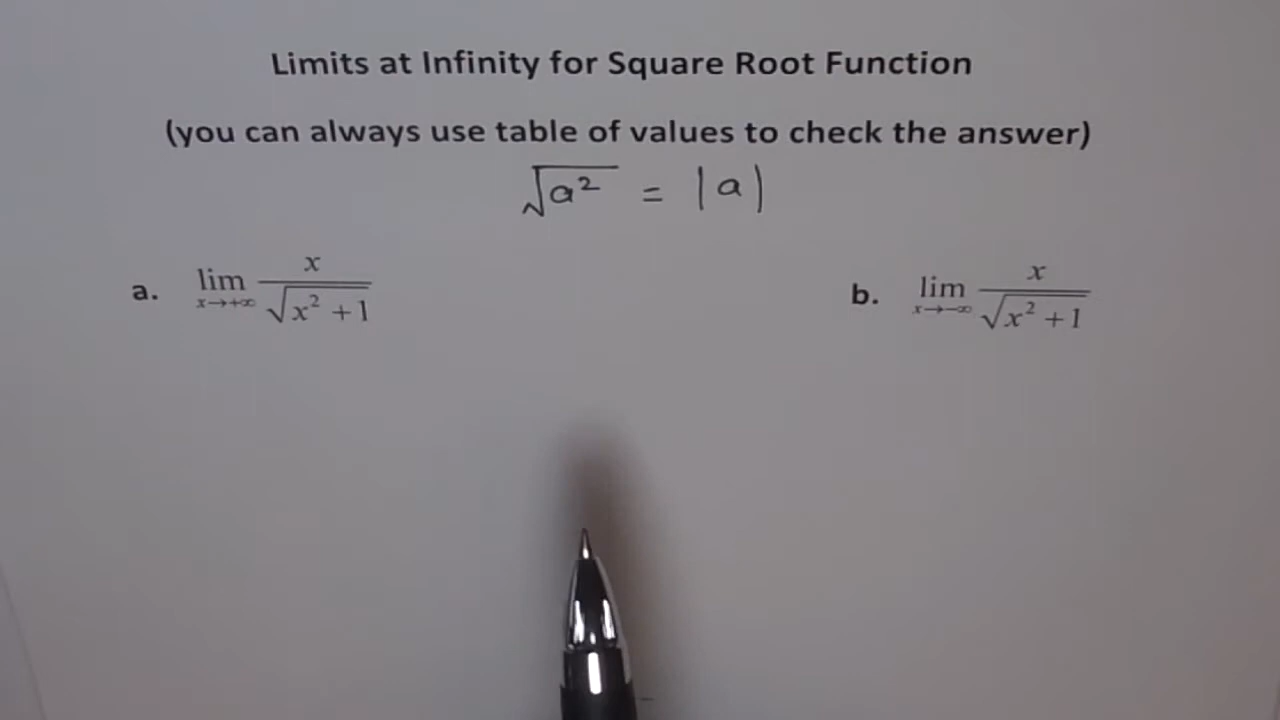 Limits at Infinity for Square Root Function
(you can always use table of values to check the answer)
√a² = |a|
a. lim x→+∞ x / √(x² + 1)
b. lim x→−∞ x / √(x² + 1)